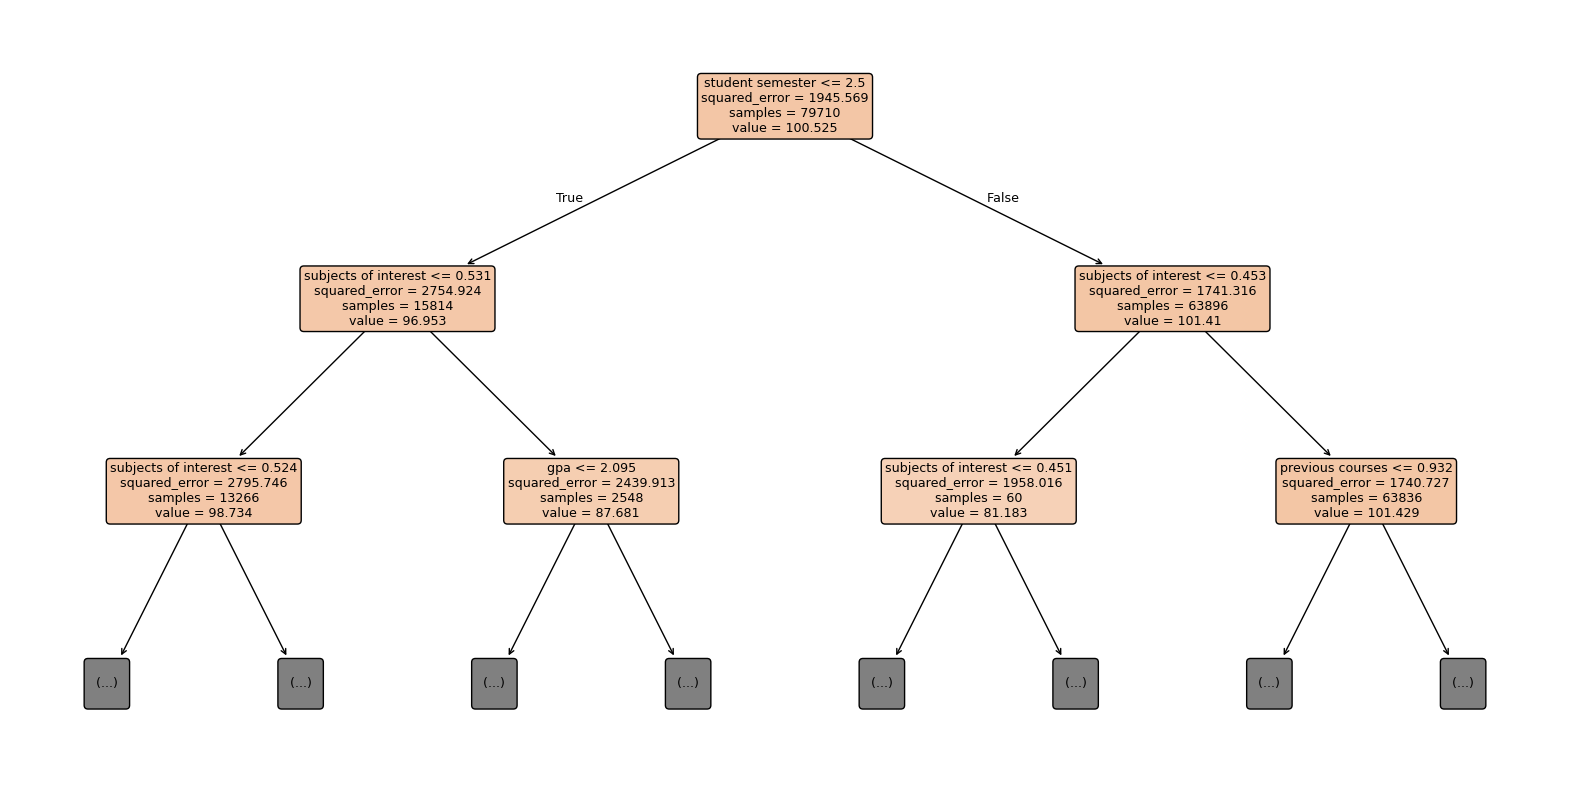 student semester <= 2.5
squared_error = 1945.569
samples = 79710
value = 100.525
True
False
subjects of interest <= 0.531
squared_error = 2754.924
samples = 15814
value = 96.953
subjects of interest <= 0.453
squared_error = 1741.316
samples = 63896
value = 101.41
subjects of interest <= 0.524
squared_error = 2795.746
samples = 13266
value = 98.734
gpa <= 2.095
squared_error = 2439.913
samples = 2548
value = 87.681
subjects of interest <= 0.451
squared_error = 1958.016
samples = 60
value = 81.183
previous courses <= 0.932
squared_error = 1740.727
samples = 63836
value = 101.429
(...)
(...)
(...)
(...)
(...)
(...)
(...)
(...)